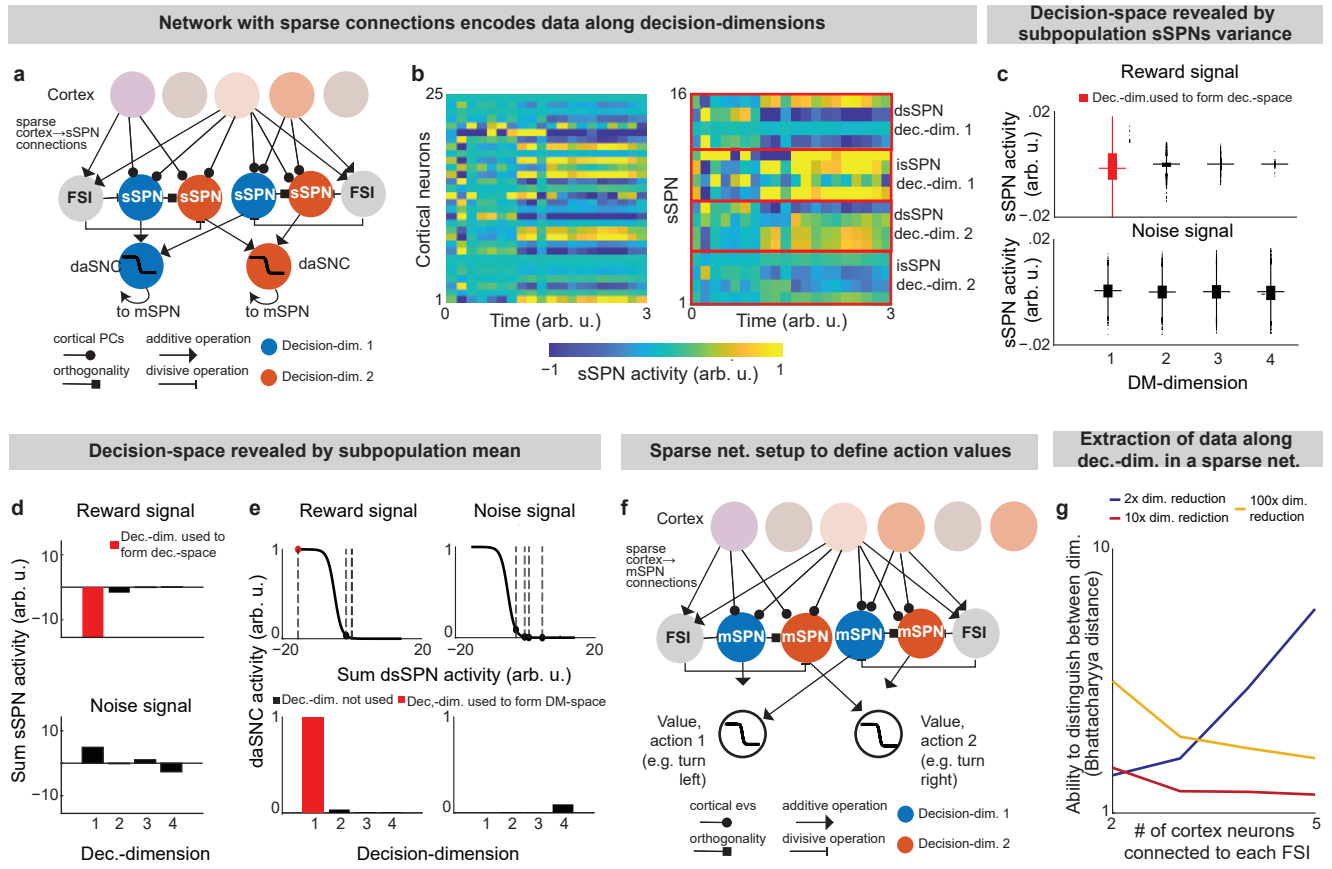 Network with sparse connections encodes data along decision-dimensions
Decision-space revealed by
subpopulation sSPNs variance
a
Cortex
sparse
cortex→sSPN
connections
FSI
sSPN
sSPN
sSPN
sSPN
FSI
daSNC
daSNC
to mSPN
to mSPN
cortical PCs
additive operation
Decision-dim. 1
orthogonality
divisive operation
Decision-dim. 2
b
25
Cortical neurons
1
0
Time (arb. u.)
3
16
sSPN
1
0
Time (arb. u.)
3
dsSPN
dec.-dim. 1
isSPN
dec.-dim. 1
dsSPN
dec.-dim. 2
isSPN
dec.-dim. 2
−1
sSPN activity (arb. u.)
1
c
Reward signal
Dec.-dim.used to form dec.-space
.02
sSPN activity
(arb. u.)
−.02
Noise signal
.02
sSPN activity
(arb. u.)
−.02
1 2 3 4
DM-dimension
Decision-space revealed by subpopulation mean
d
Reward signal
Dec.-dim. used to
form dec.-space
10
−10
Noise signal
10
−10
Sum sSPN activity (arb. u.)
1 2 3 4
Dec.-dimension
e
Reward signal
Noise signal
1
0
−20
20
1
0
−20
20
Sum dsSPN activity (arb. u.)
daSNC activity (arb. u.)
Dec.-dim. not used
Dec,-dim. used to form DM-space
1
0
1 2 3 4
1
0
1 2 3 4
Decision-dimension
Sparse net. setup to define action values
f
Cortex
sparse
cortex→
mSPN
connections
FSI
mSPN
mSPN
mSPN
mSPN
FSI
Value,
action 1
(e.g. turn
left)
Value,
action 2
(e.g. turn
right)
cortical evs
additive operation
Decision-dim. 1
orthogonality
divisive operation
Decision-dim. 2
Extraction of data along
dec.-dim. in a sparse net.
g
2x dim. reduction
10x dim. rediction
100x dim.
reduction
10
1
Ability to distinguish between dim.
(Bhattacharyya distance)
2
5
# of cortex neurons
connected to each FSI